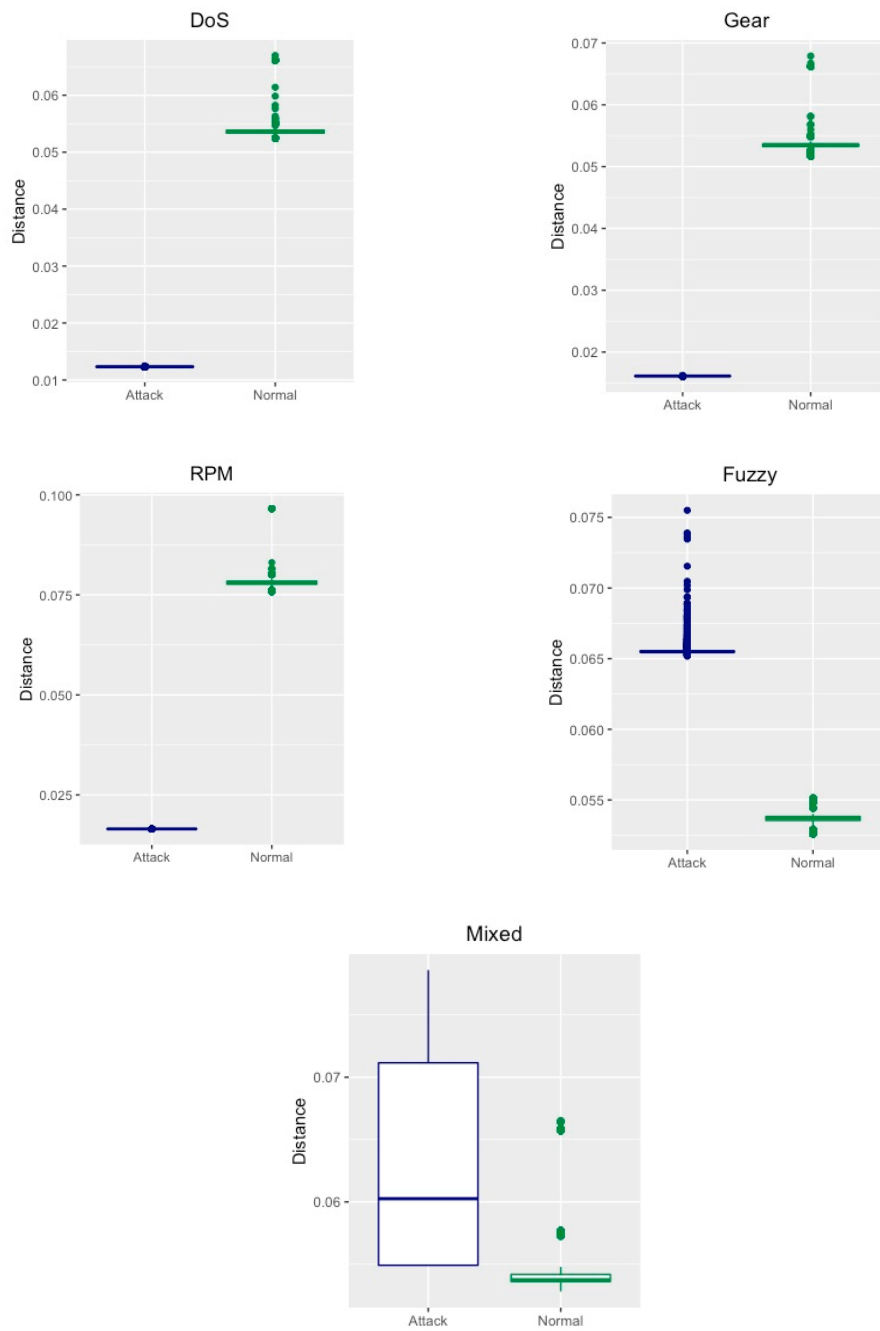 DoS
Distance
0.06
0.05
0.04
0.03
0.02
0.01
Attack Normal
Gear
Distance
0.07
0.06
0.05
0.04
0.03
0.02
Attack Normal
RPM
Distance
0.100
0.075
0.050
0.025
Attack Normal
Fuzzy
Distance
0.075
0.070
0.065
0.060
0.055
Attack Normal
Mixed
Distance
0.07
0.06
Attack Normal